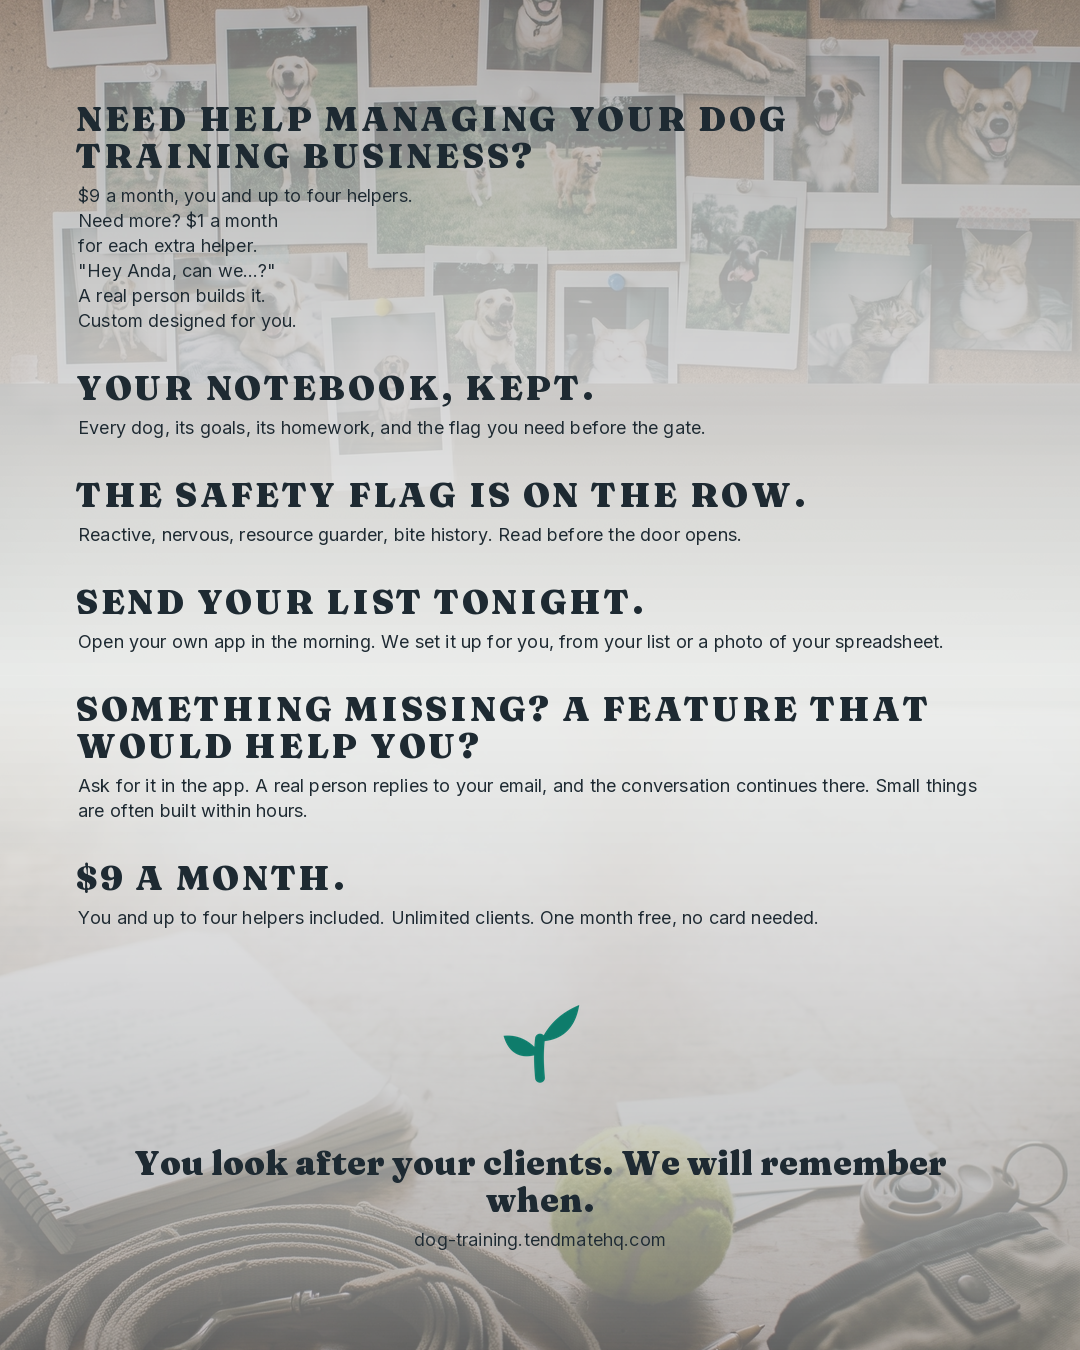 NEED HELP MANAGING YOUR DOG
TRAINING BUSINESS?
$9 a month, you and up to four helpers.
Need more? $1 a month
for each extra helper.
"Hey Anda, can we...?"
A real person builds it.
Custom designed for you.
YOUR NOTEBOOK, KEPT.
Every dog, its goals, its homework, and the flag you need before the gate.
THE SAFETY FLAG IS ON THE ROW.
Reactive, nervous, resource guarder, bite history. Read before the door opens.
SEND YOUR LIST TONIGHT.
Open your own app in the morning. We set it up for you, from your list or a photo of your spreadsheet.
SOMETHING MISSING? A FEATURE THAT
WOULD HELP YOU?
Ask for it in the app. A real person replies to your email, and the conversation continues there. Small things
are often built within hours.
$9 A MONTH.
You and up to four helpers included. Unlimited clients. One month free, no card needed.
You look after your clients. We will remember
when.
dog-training.tendmatehq.com